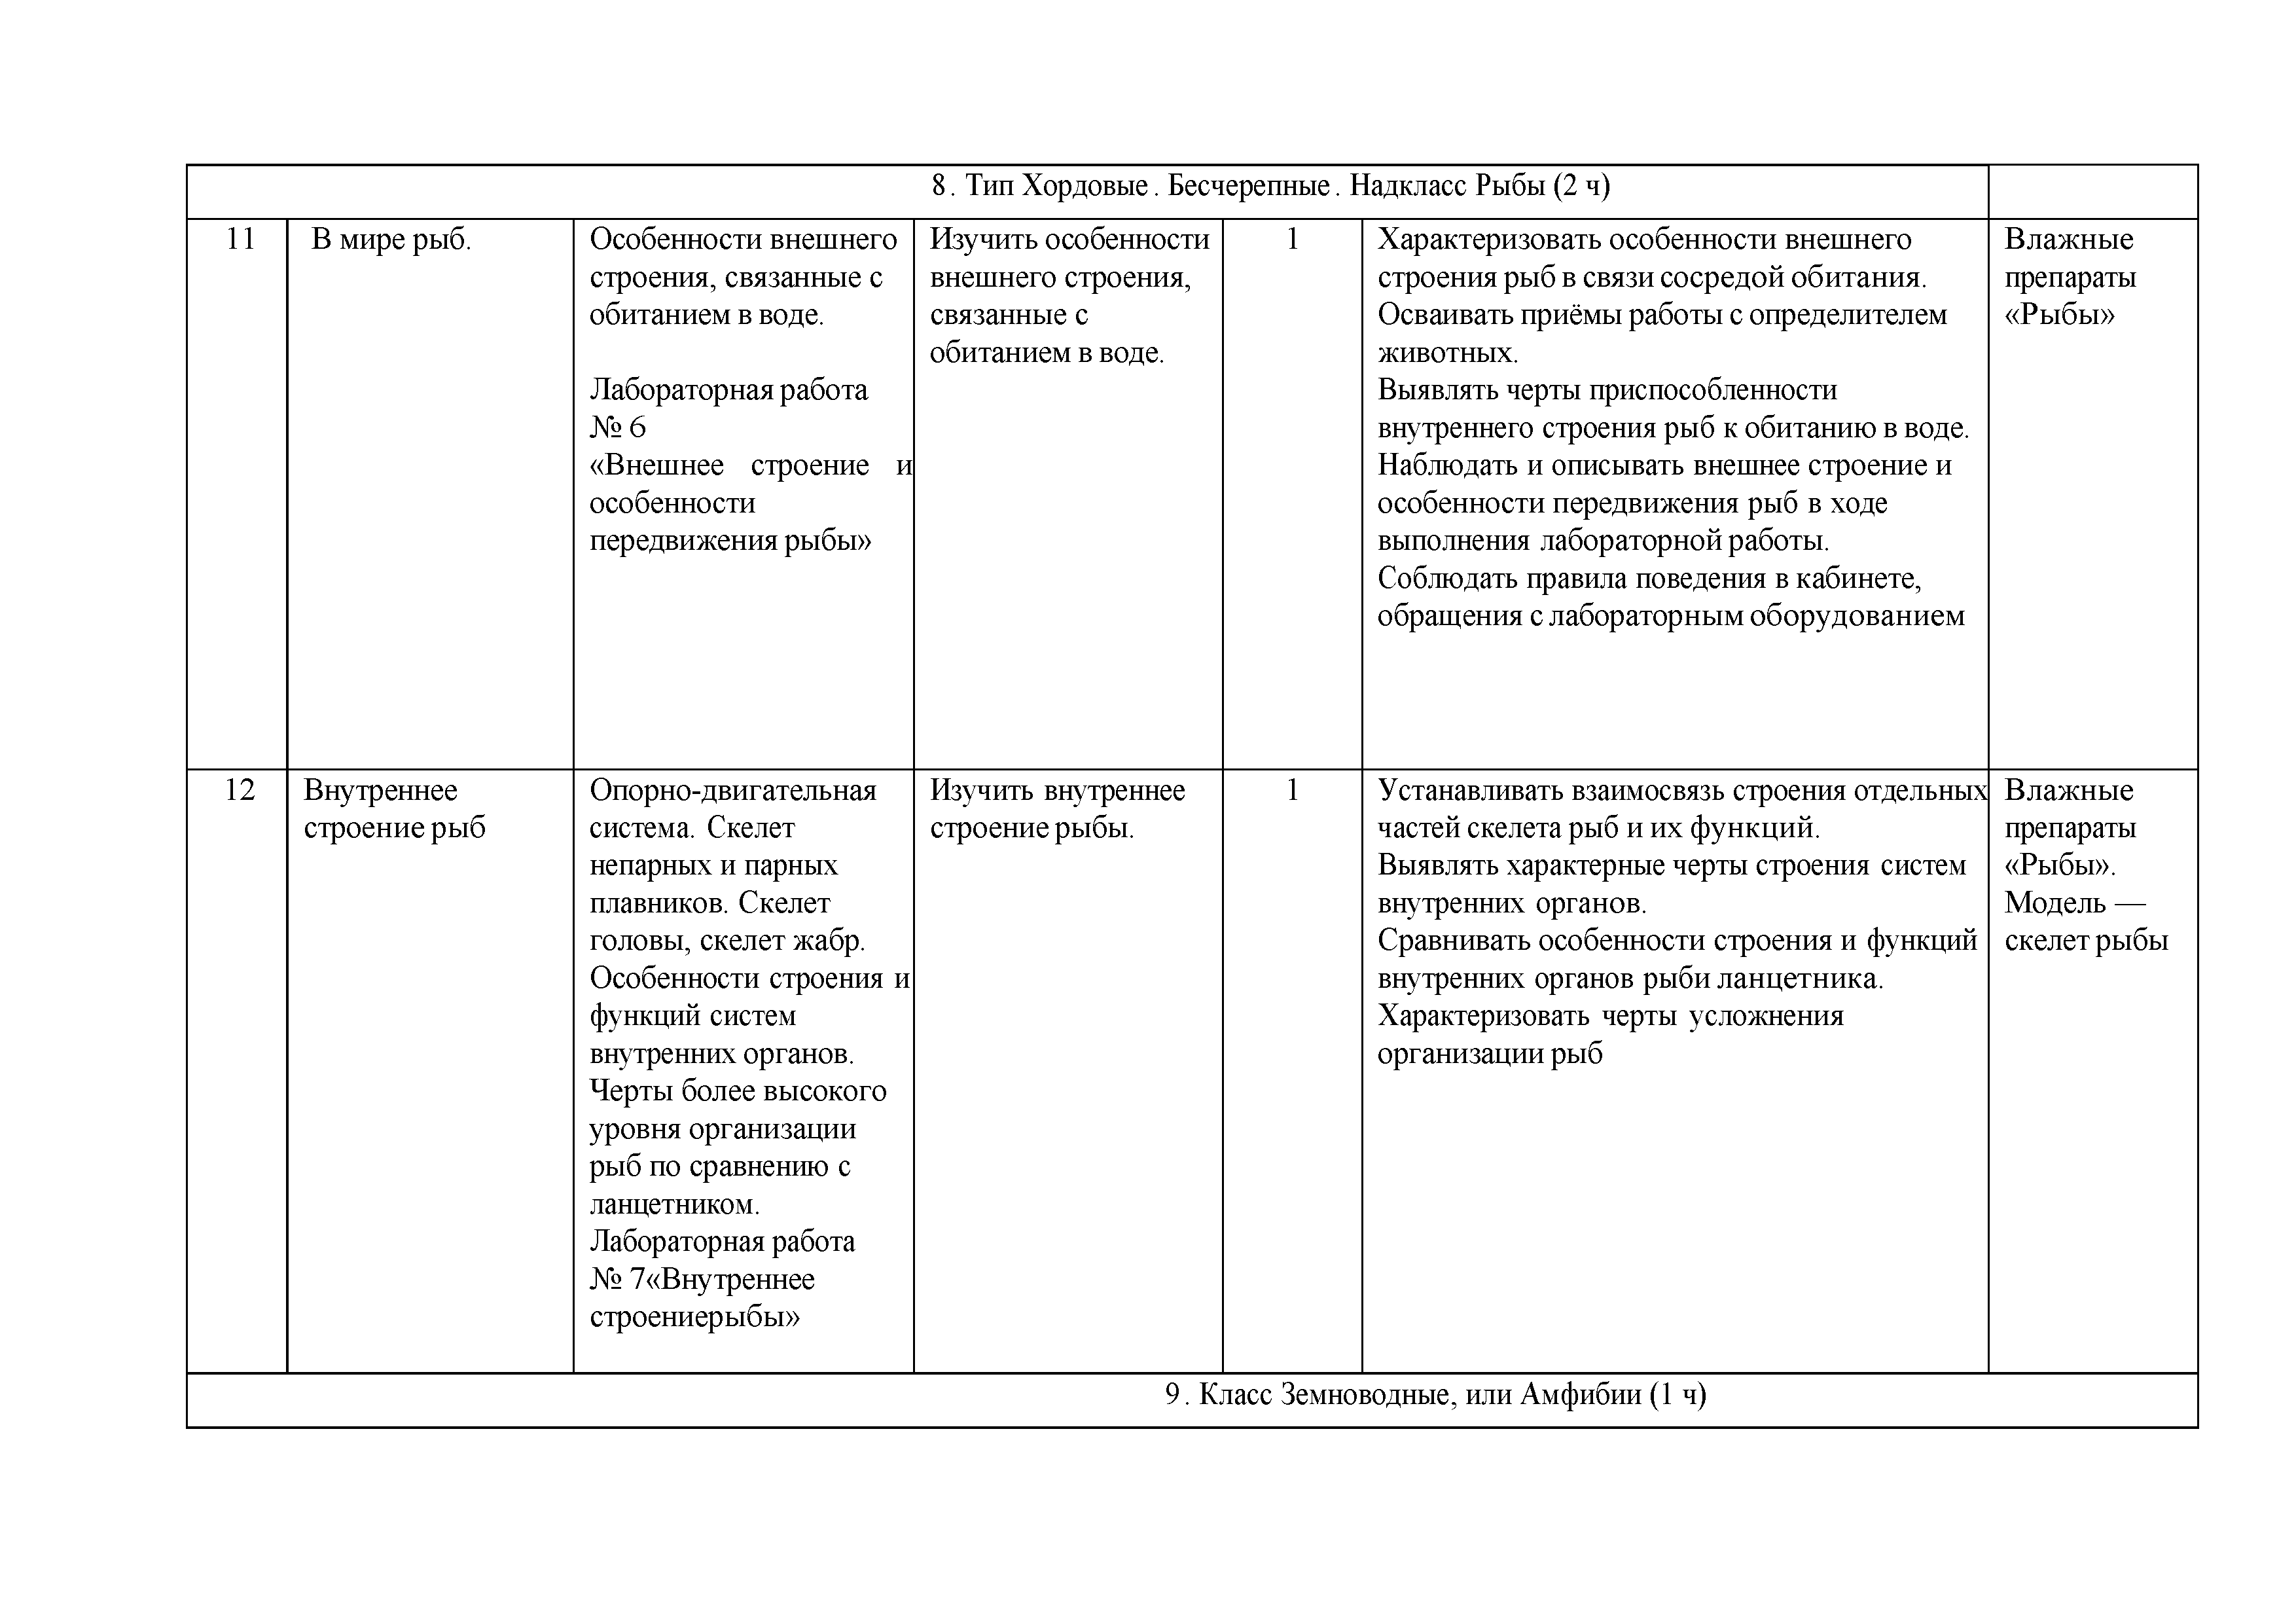 8. Тип Хордовые. Бесчерепные. Надкласс Рыбы (2 ч)
11
В мире рыб.
Особенности внешнего
строения, связанные с
обитанием в воде.
Лабораторная работа
№ 6
«Внешнее строение и
особенности
передвижения рыбы»
Изучить особенности
внешнего строения,
связанные с
обитанием в воде.
1
Характеризовать особенности внешнего
строения рыб в связи сосредой обитания.
Осваивать приёмы работы с определителем
животных.
Выявлять черты приспособленности
внутреннего строения рыб к обитанию в воде.
Наблюдать и описывать внешнее строение и
особенности передвижения рыб в ходе
выполнения лабораторной работы.
Соблюдать правила поведения в кабинете,
обращения с лабораторным оборудованием
Влажные
препараты
«Рыбы»
12
Внутреннее
строение рыб
Опорно-двигательная
система. Скелет
непарных и парных
плавников. Скелет
головы, скелет жабр.
Особенности строения и
функций систем
внутренних органов.
Черты более высокого
уровня организации
рыб по сравнению с
ланцетником.
Лабораторная работа
№ 7«Внутреннее
строениерыбы»
Изучить внутреннее
строение рыбы.
1
Устанавливать взаимосвязь строения отдельных
частей скелета рыб и их функций.
Выявлять характерные черты строения систем
внутренних органов.
Сравнивать особенности строения и функций
внутренних органов рыби ланцетника.
Характеризовать черты усложнения
организации рыб
Влажные
препараты
«Рыбы».
Модель —
скелет рыбы
9. Класс Земноводные, или Амфибии (1 ч)